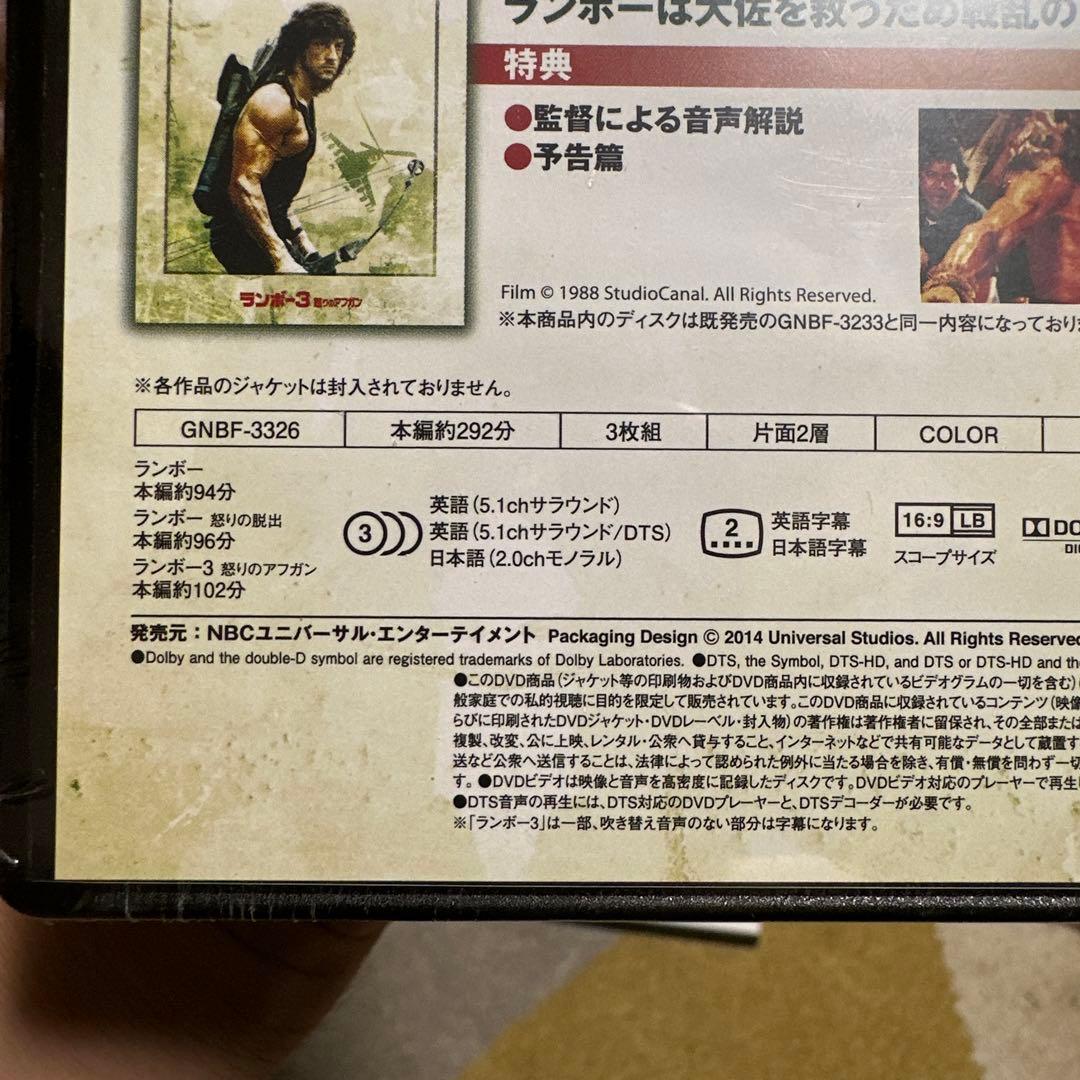 ランボーは大佐を救うため戦乱の
特典
●監督による音声解説
●予告篇
ランボー3 怒りのアフガン
Film © 1988 StudioCanal. All Rights Reserved.
※本商品内のディスクは既発売のGNBF-3233と同一内容になっており
※各作品のジャケットは封入されておりません。
GNBF-3326 本編約292分 3枚組 片面2層 COLOR
ランボー
本編約94分
ランボー 怒りの脱出
本編約96分
ランボー3 怒りのアフガン
本編約102分
3
英語(5.1chサラウンド)
英語(5.1chサラウンド/DTS)
日本語(2.0chモノラル)
2
英語字幕
日本語字幕
16:9 LB
スコープサイズ
発売元:NBCユニバーサル・エンターテイメント Packaging Design © 2014 Universal Studios. All Rights Reserved
●Dolby and the double-D symbol are registered trademarks of Dolby Laboratories. ●DTS, the Symbol, DTS-HD, and DTS or DTS-HD and the
●このDVD商品(ジャケット等の印刷物およびDVD商品内に収録されているビデオグラムの一切を含む)
般家庭での私的視聴に目的を限定して販売されています。このDVD商品に収録されているコンテンツ(映像
らびに印刷されたDVDジャケット・DVDレーベル・封入物)の著作権は著作権者に留保され、その全部または
複製、改変、公に上映、レンタル・公衆へ貸与すること、インターネットなどで共有可能なデータとして蔵置す
送など公衆へ送信することは、法律によって認められた例外に当たる場合を除き、有償・無償を問わず一切
す。●DVDビデオは映像と音声を高密度に記録したディスクです。DVDビデオ対応のプレーヤーで再生
●DTS音声の再生には、DTS対応のDVDプレーヤーと、DTSデコーダーが必要です。
※「ランボー3」は一部、吹き替え音声のない部分は字幕になります。